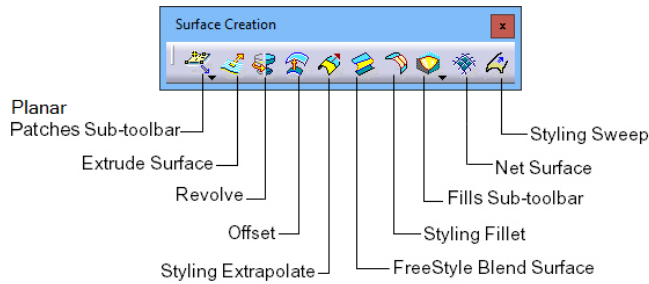 Surface Creation
x
Planar
Patches Sub-toolbar
Styling Sweep
Extrude Surface
Net Surface
Revolve
Fills Sub-toolbar
Offset
Styling Fillet
Styling Extrapolate
FreeStyle Blend Surface